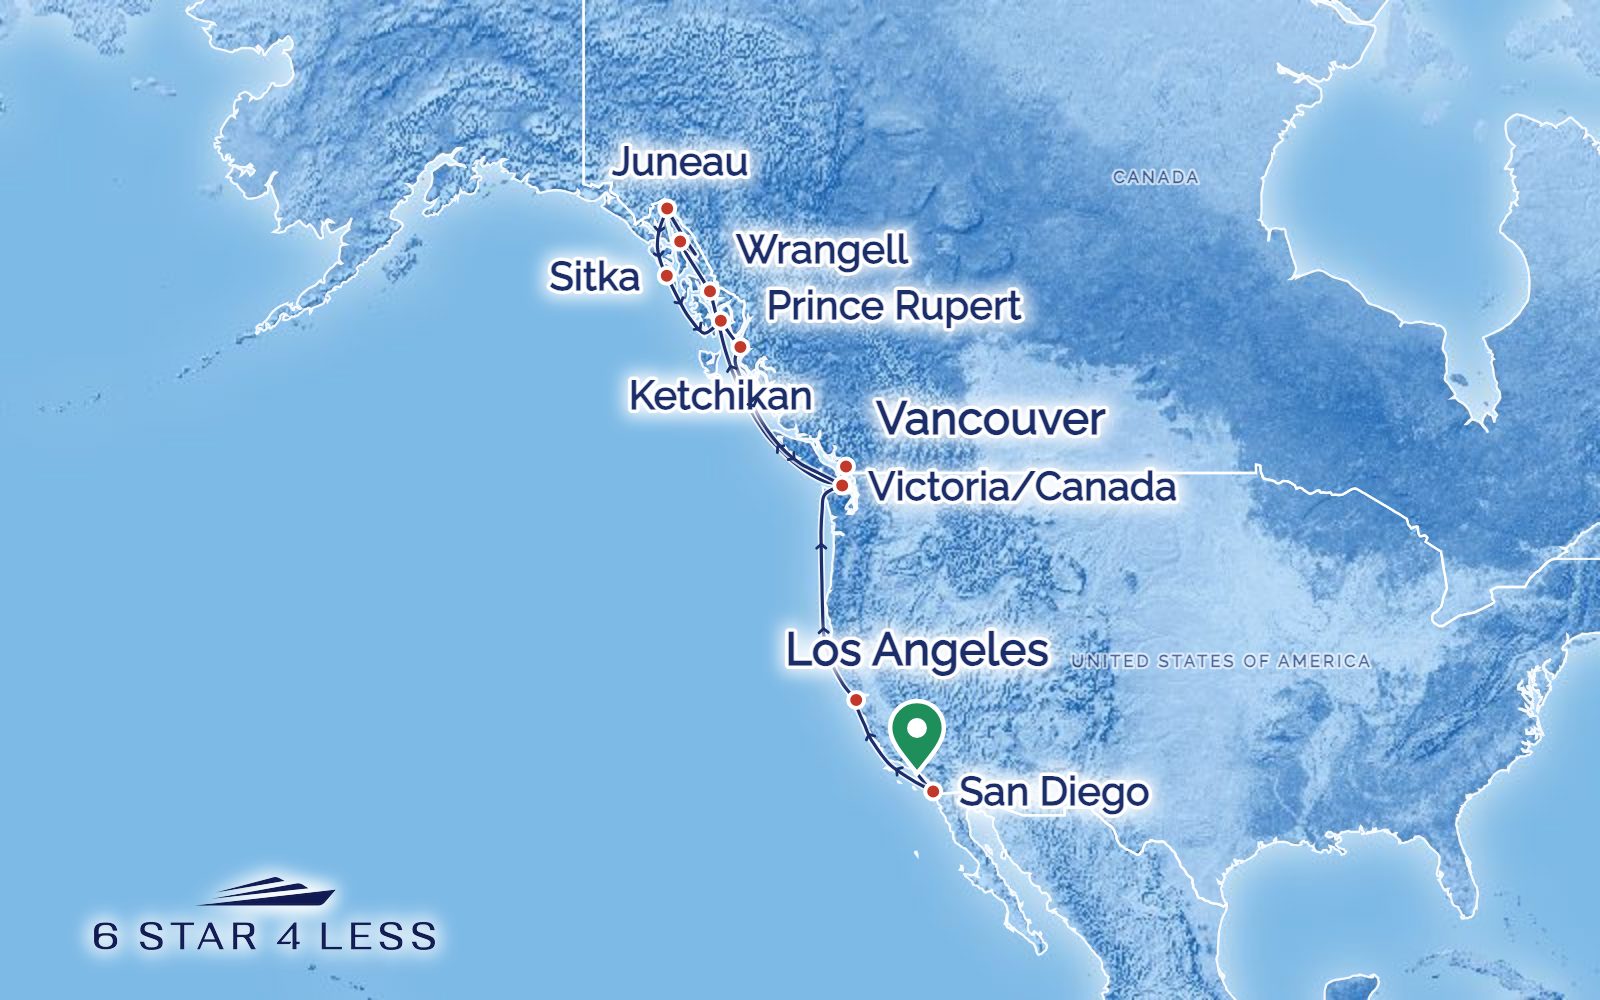 CANADA
Juneau
Wrangell
Sitka
Prince Rupert
Ketchikan
Vancouver
Victoria/Canada
Los Angeles
UNITED STATES OF AMERICA
San Diego
6 STAR 4 LESS